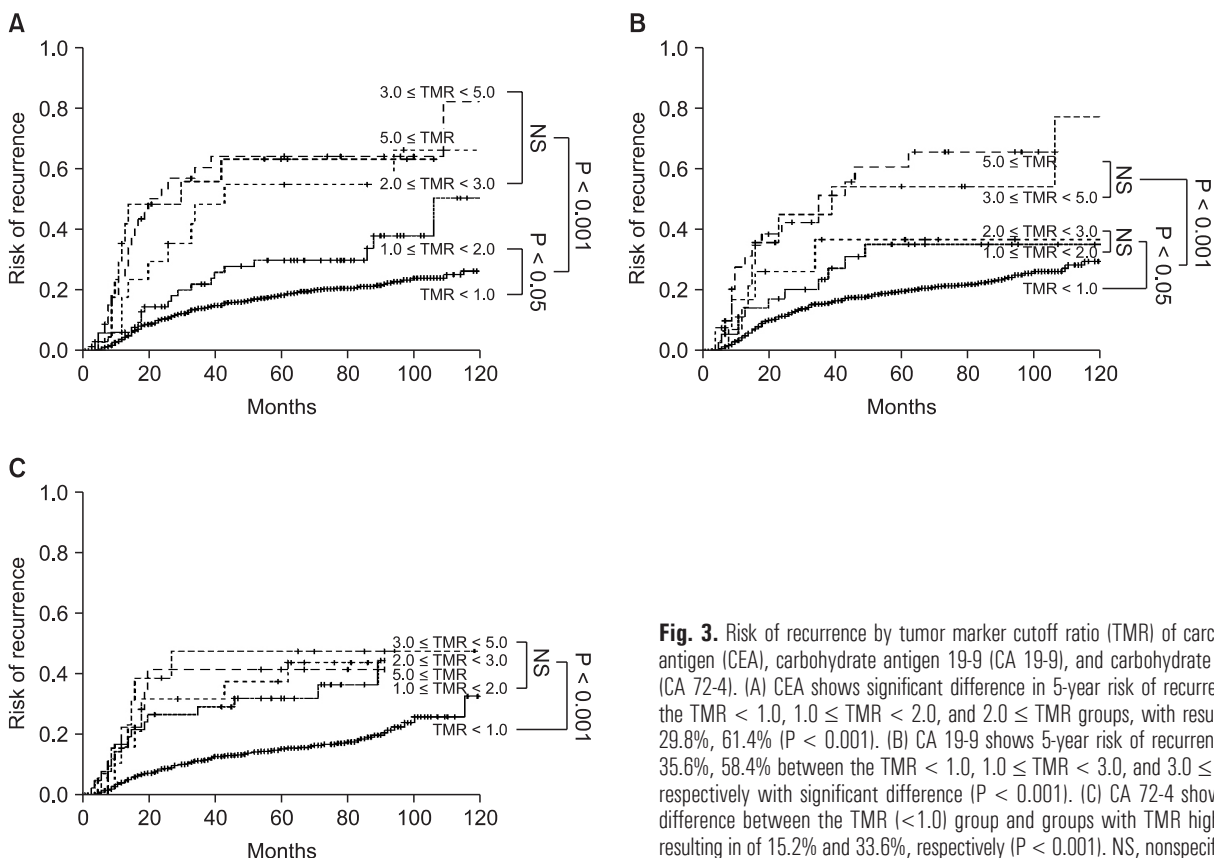 A
1.0
0.8
0.6
0.4
0.2
0.0
Risk of recurrence
0 20 40 60 80 100 120
Months
3.0 ≤ TMR < 5.0
5.0 ≤ TMR
2.0 ≤ TMR < 3.0
1.0 ≤ TMR < 2.0
TMR < 1.0
NS
P < 0.05
P < 0.001
B
1.0
0.8
0.6
0.4
0.2
0.0
Risk of recurrence
0 20 40 60 80 100 120
Months
5.0 ≤ TMR
3.0 ≤ TMR < 5.0
2.0 ≤ TMR < 3.0
1.0 ≤ TMR < 2.0
TMR < 1.0
NS
NS
P < 0.05
P < 0.001
C
1.0
0.8
0.6
0.4
0.2
0.0
Risk of recurrence
0 20 40 60 80 100 120
Months
3.0 ≤ TMR < 5.0
2.0 ≤ TMR < 3.0
5.0 ≤ TMR
1.0 ≤ TMR < 2.0
TMR < 1.0
NS
P < 0.001
Fig. 3. Risk of recurrence by tumor marker cutoff ratio (TMR) of carc
antigen (CEA), carbohydrate antigen 19-9 (CA 19-9), and carbohydrate
(CA 72-4). (A) CEA shows significant difference in 5-year risk of recurre
the TMR < 1.0, 1.0 ≤ TMR < 2.0, and 2.0 ≤ TMR groups, with resu
29.8%, 61.4% (P < 0.001). (B) CA 19-9 shows 5-year risk of recurren
35.6%, 58.4% between the TMR < 1.0, 1.0 ≤ TMR < 3.0, and 3.0 ≤
respectively with significant difference (P < 0.001). (C) CA 72-4 show
difference between the TMR (<1.0) group and groups with TMR high
resulting in of 15.2% and 33.6%, respectively (P < 0.001). NS, nonspecif